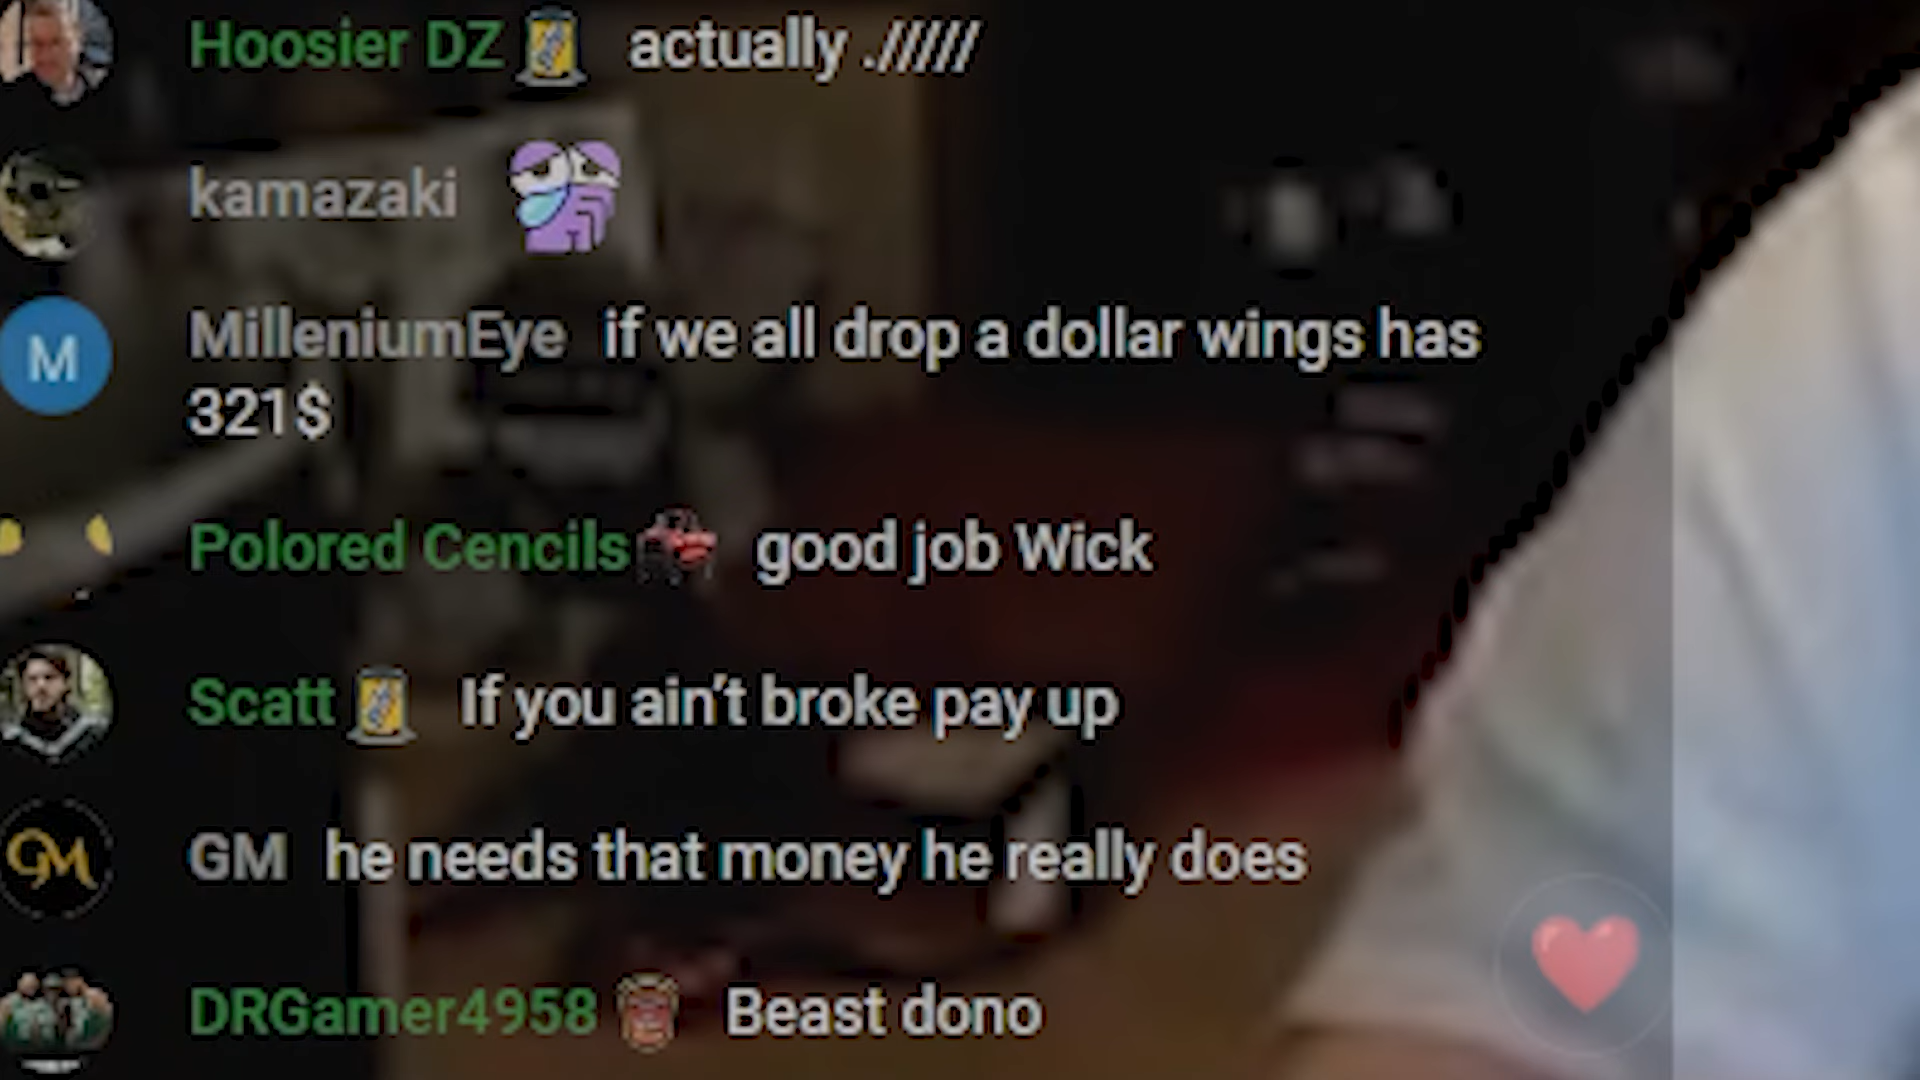 Hoosier DZ actually ./////
kamazaki
M MilleniumEye if we all drop a dollar wings has
321$
Polored Cencils good job Wick
Scatt If you ain't broke pay up
GM GM he needs that money he really does
DRGamer4958 Beast dono